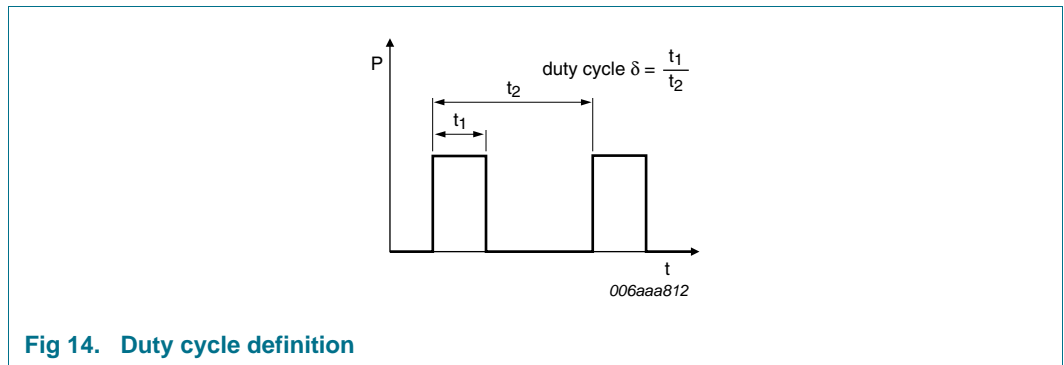 P
duty cycle δ = t1/t2
t2
t1
t
006aaa812
Fig 14. Duty cycle definition